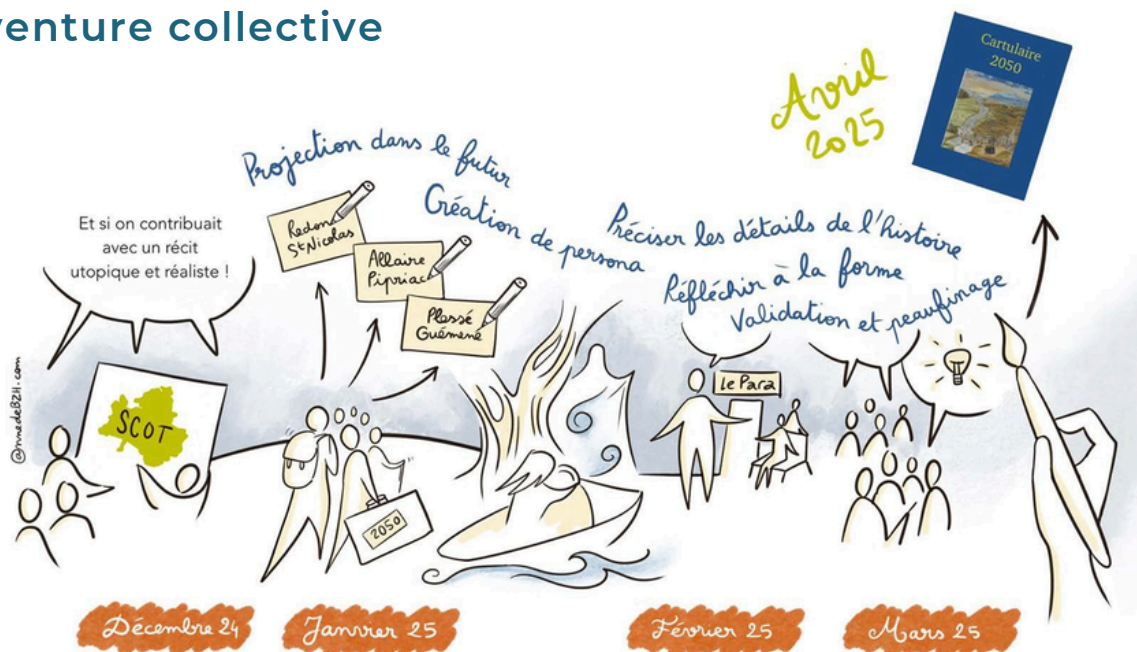 venture collective
Cartulaire
2050
Avril
2025
Projection dans le futur
Création de persona
Préciser les détails de l'histoire
Réfléchir à la forme
Validation et peaufinage
Et si on contribuait
avec un récit
utopique et réaliste !
Redon
St Nicolas
Allaire
Pipriac
Plessé
Guémené
@nnedeBZH.com
SCOT
2050
le Para
Décembre 24
Janvier 25
Février 25
Mars 25